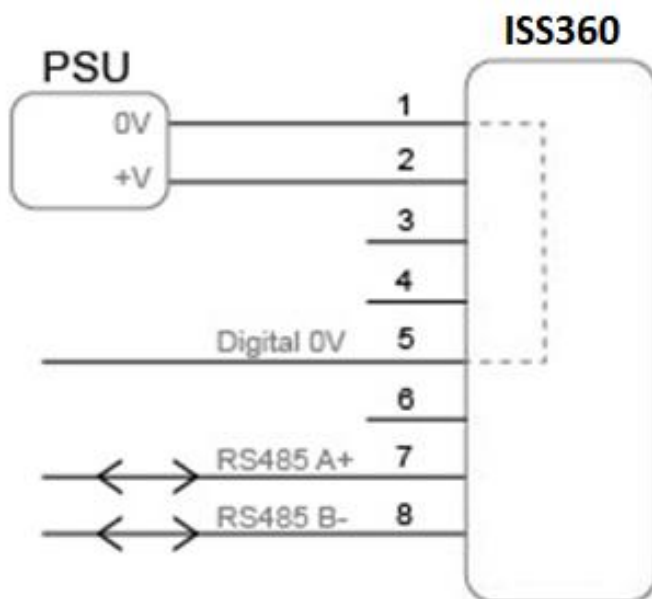 ISS360
PSU
0V
1
+V
2
3
4
Digital 0V 5
6
RS485 A+ 7
RS485 B- 8